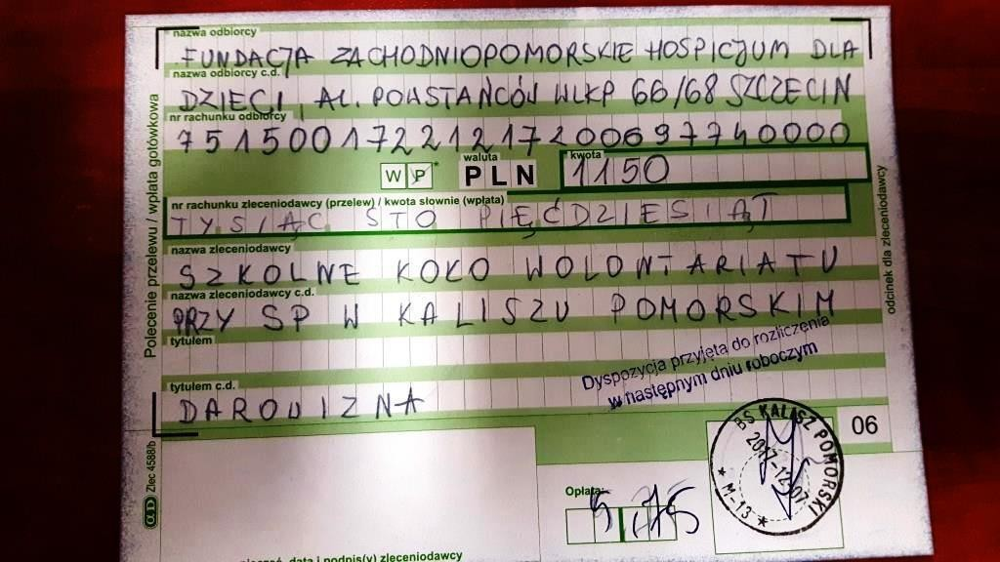 nazwa odbiorcy
FUNDACJA ZACHODNIOPOMORSKIE HOSPICJUM DLA
nazwa odbiorcy c.d.
DZIECI, AL. POWSTAŃCÓW WLKP 66/68 SZCZECIN
nr rachunku odbiorcy
75150017221217200697740000
W P *
waluta
PLN
kwota
1150
nr rachunku zleceniodawcy (przelew) / kwota słownie (wpłata)
TYSIĄC STO PIĘĆDZIESIĄT
nazwa zleceniodawcy
SZKOLNE KOŁO WOLONTARIATU
nazwa zleceniodawcy c.d.
PRZY SP W KALISZU POMORSKIM
tytułem
Dyspozycja przyjęta do rozliczenia
w następnym dniu roboczym
tytułem c.d.
DAROWIZNA
06
BS KALISZ POMORSKI
2017-12-07
* M-13 *
Opłata:
5,75
data i podpis(y) zleceniodawcy
Polecenie przelewu / wpłata gotówkowa
odcinek dla zleceniodawcy
Zlec 4588/b